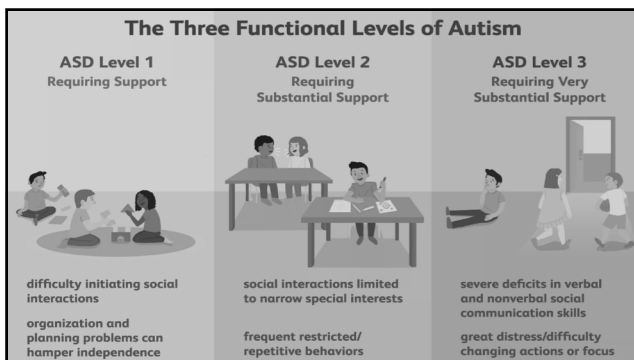 The Three Functional Levels of Autism
ASD Level 1
Requiring Support
difficulty initiating social
interactions
organization and
planning problems can
hamper independence
ASD Level 2
Requiring
Substantial Support
social interactions limited
to narrow special interests
frequent restricted/
repetitive behaviors
ASD Level 3
Requiring Very
Substantial Support
severe deficits in verbal
and nonverbal social
communication skills
great distress/difficulty
changing actions or focus